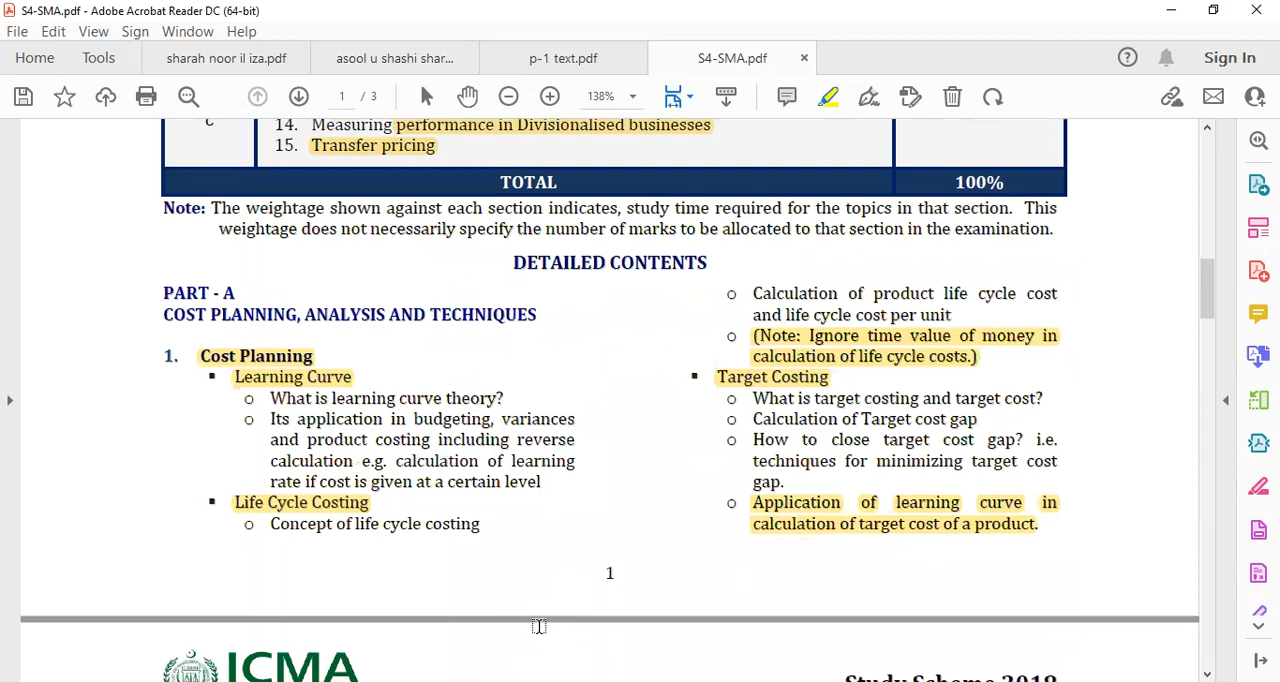 S4-SMA.pdf - Adobe Acrobat Reader DC (64-bit)
File Edit View Sign Window Help
Home Tools sharah noor il iza.pdf asool u shashi shar... p-1 text.pdf S4-SMA.pdf × Sign In
1 / 3 138%
c
14. Measuring performance in Divisionalised businesses
15. Transfer pricing
TOTAL 100%
Note: The weightage shown against each section indicates, study time required for the topics in that section. This
weightage does not necessarily specify the number of marks to be allocated to that section in the examination.
DETAILED CONTENTS
PART - A
COST PLANNING, ANALYSIS AND TECHNIQUES
1. Cost Planning
▪ Learning Curve
o What is learning curve theory?
o Its application in budgeting, variances
and product costing including reverse
calculation e.g. calculation of learning
rate if cost is given at a certain level
▪ Life Cycle Costing
o Concept of life cycle costing
o Calculation of product life cycle cost
and life cycle cost per unit
o (Note: Ignore time value of money in
calculation of life cycle costs.)
▪ Target Costing
o What is target costing and target cost?
o Calculation of Target cost gap
o How to close target cost gap? i.e.
techniques for minimizing target cost
gap.
o Application of learning curve in
calculation of target cost of a product.
1
ICMA
Study Scheme 2018